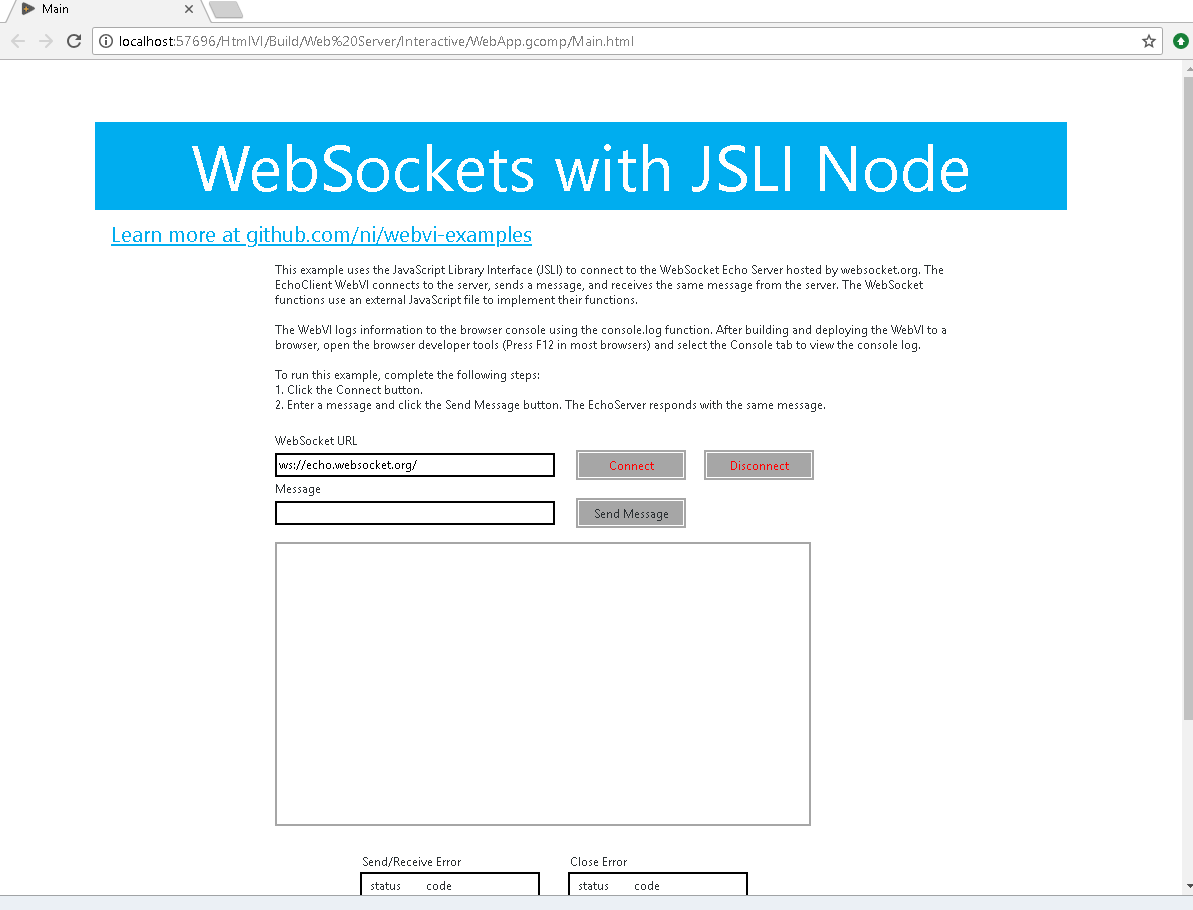 Main
localhost:57696/HtmlVI/Build/Web%20Server/Interactive/WebApp.gcomp/Main.html
WebSockets with JSLI Node
Learn more at github.com/ni/webvi-examples
This example uses the JavaScript Library Interface (JSLI) to connect to the WebSocket Echo Server hosted by websocket.org. The
EchoClient WebVI connects to the server, sends a message, and receives the same message from the server. The WebSocket
functions use an external JavaScript file to implement their functions.
The WebVI logs information to the browser console using the console.log function. After building and deploying the WebVI to a
browser, open the browser developer tools (Press F12 in most browsers) and select the Console tab to view the console log.
To run this example, complete the following steps:
1. Click the Connect button.
2. Enter a message and click the Send Message button. The EchoServer responds with the same message.
WebSocket URL
ws://echo.websocket.org/ Connect Disconnect
Message
Send Message
Send/Receive Error Close Error
status code status code